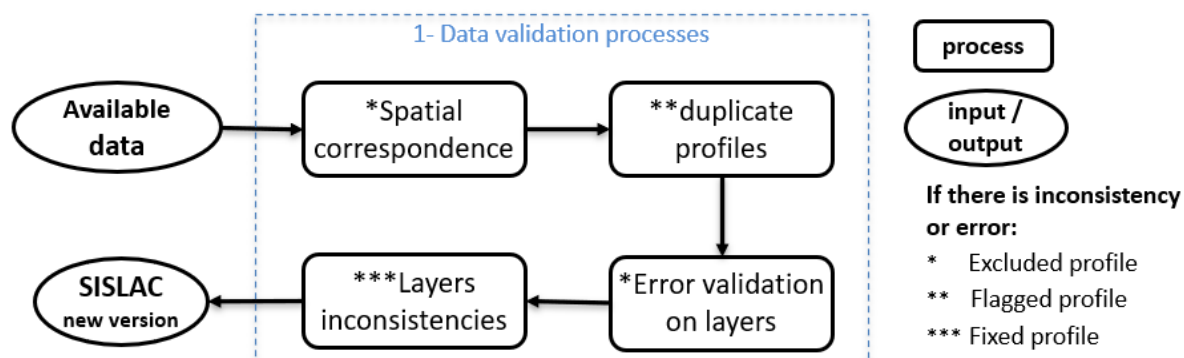 1- Data validation processes
Available
data
*Spatial
correspondence
**duplicate
profiles
*Error validation
on layers
***Layers
inconsistencies
SISLAC
new version
process
input /
output
If there is inconsistency
or error:
* Excluded profile
** Flagged profile
*** Fixed profile